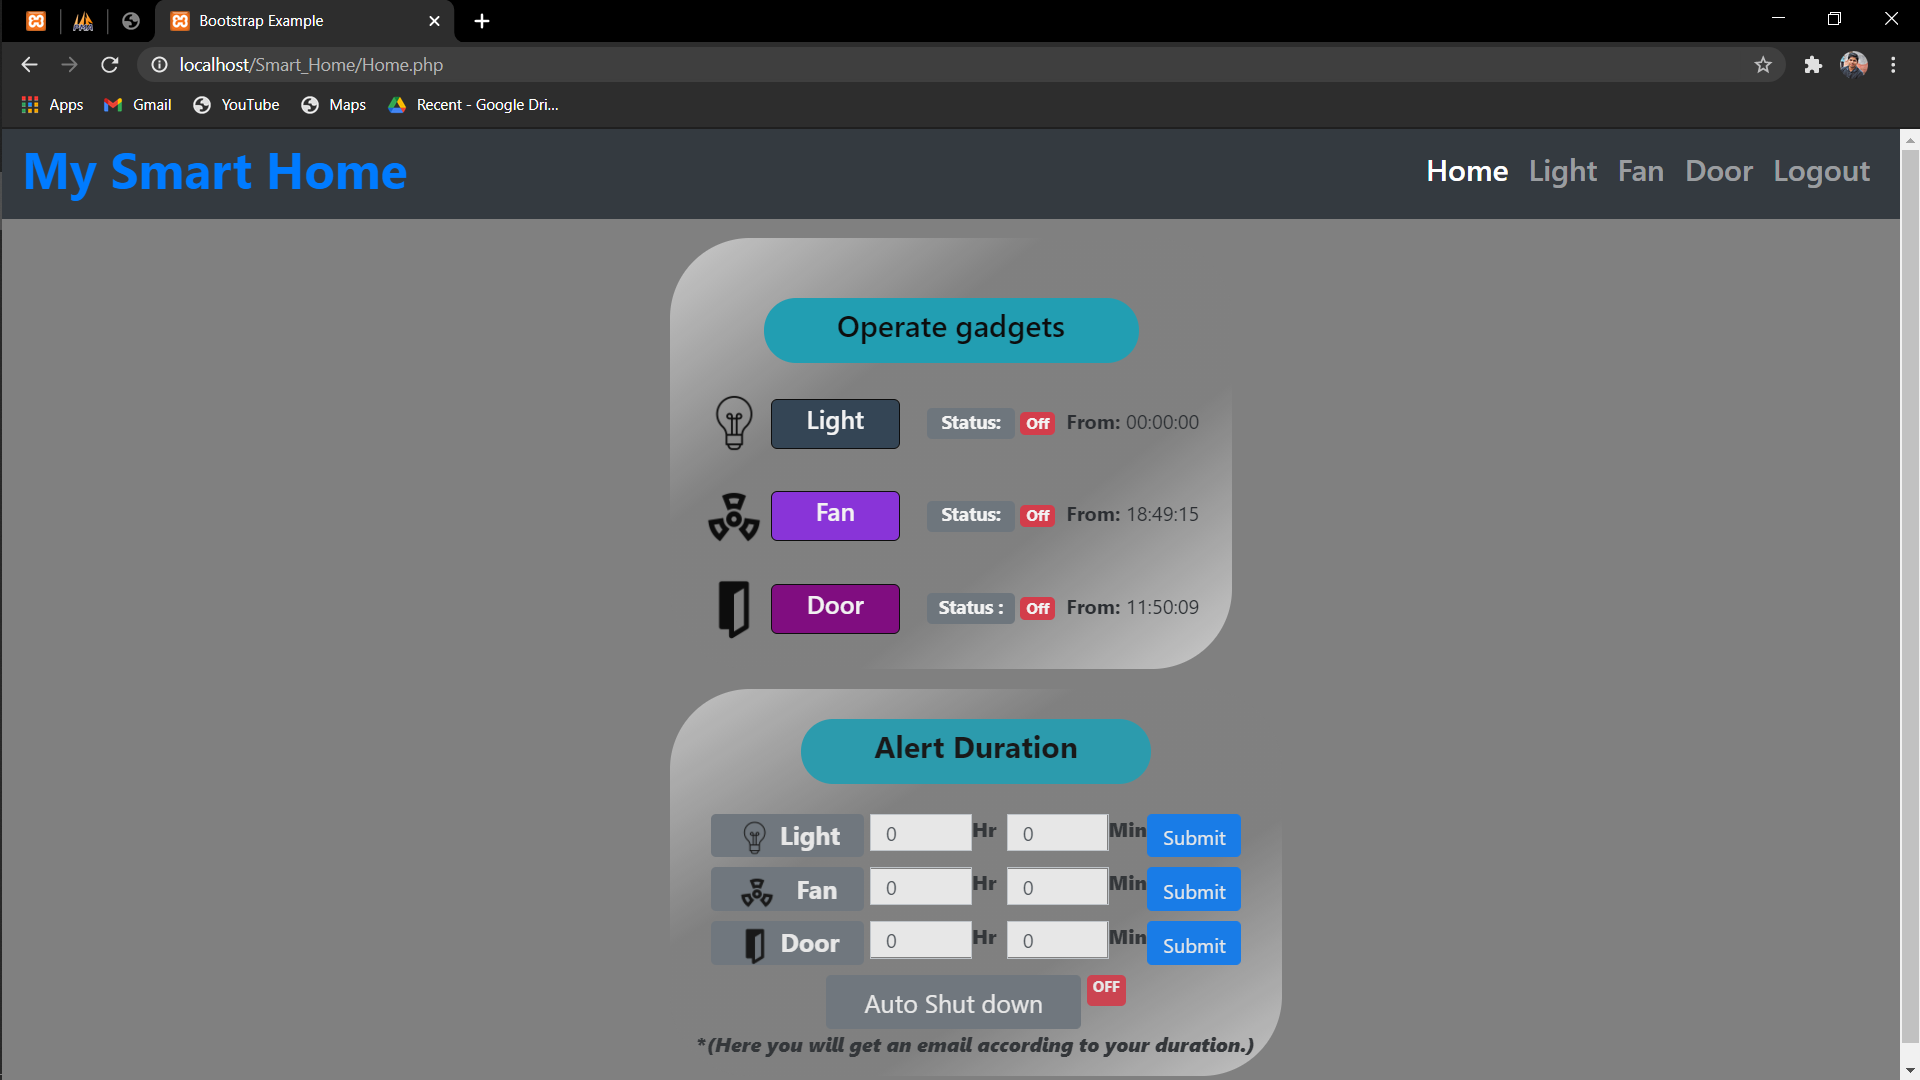 Bootstrap Example
localhost/Smart_Home/Home.php
Apps Gmail YouTube Maps Recent - Google Dri...
My Smart Home Home Light Fan Door Logout
Operate gadgets
Light Status: Off From: 00:00:00
Fan Status: Off From: 18:49:15
Door Status : Off From: 11:50:09
Alert Duration
Light 0 Hr 0 Min Submit
Fan 0 Hr 0 Min Submit
Door 0 Hr 0 Min Submit
Auto Shut down OFF
*(Here you will get an email according to your duration.)